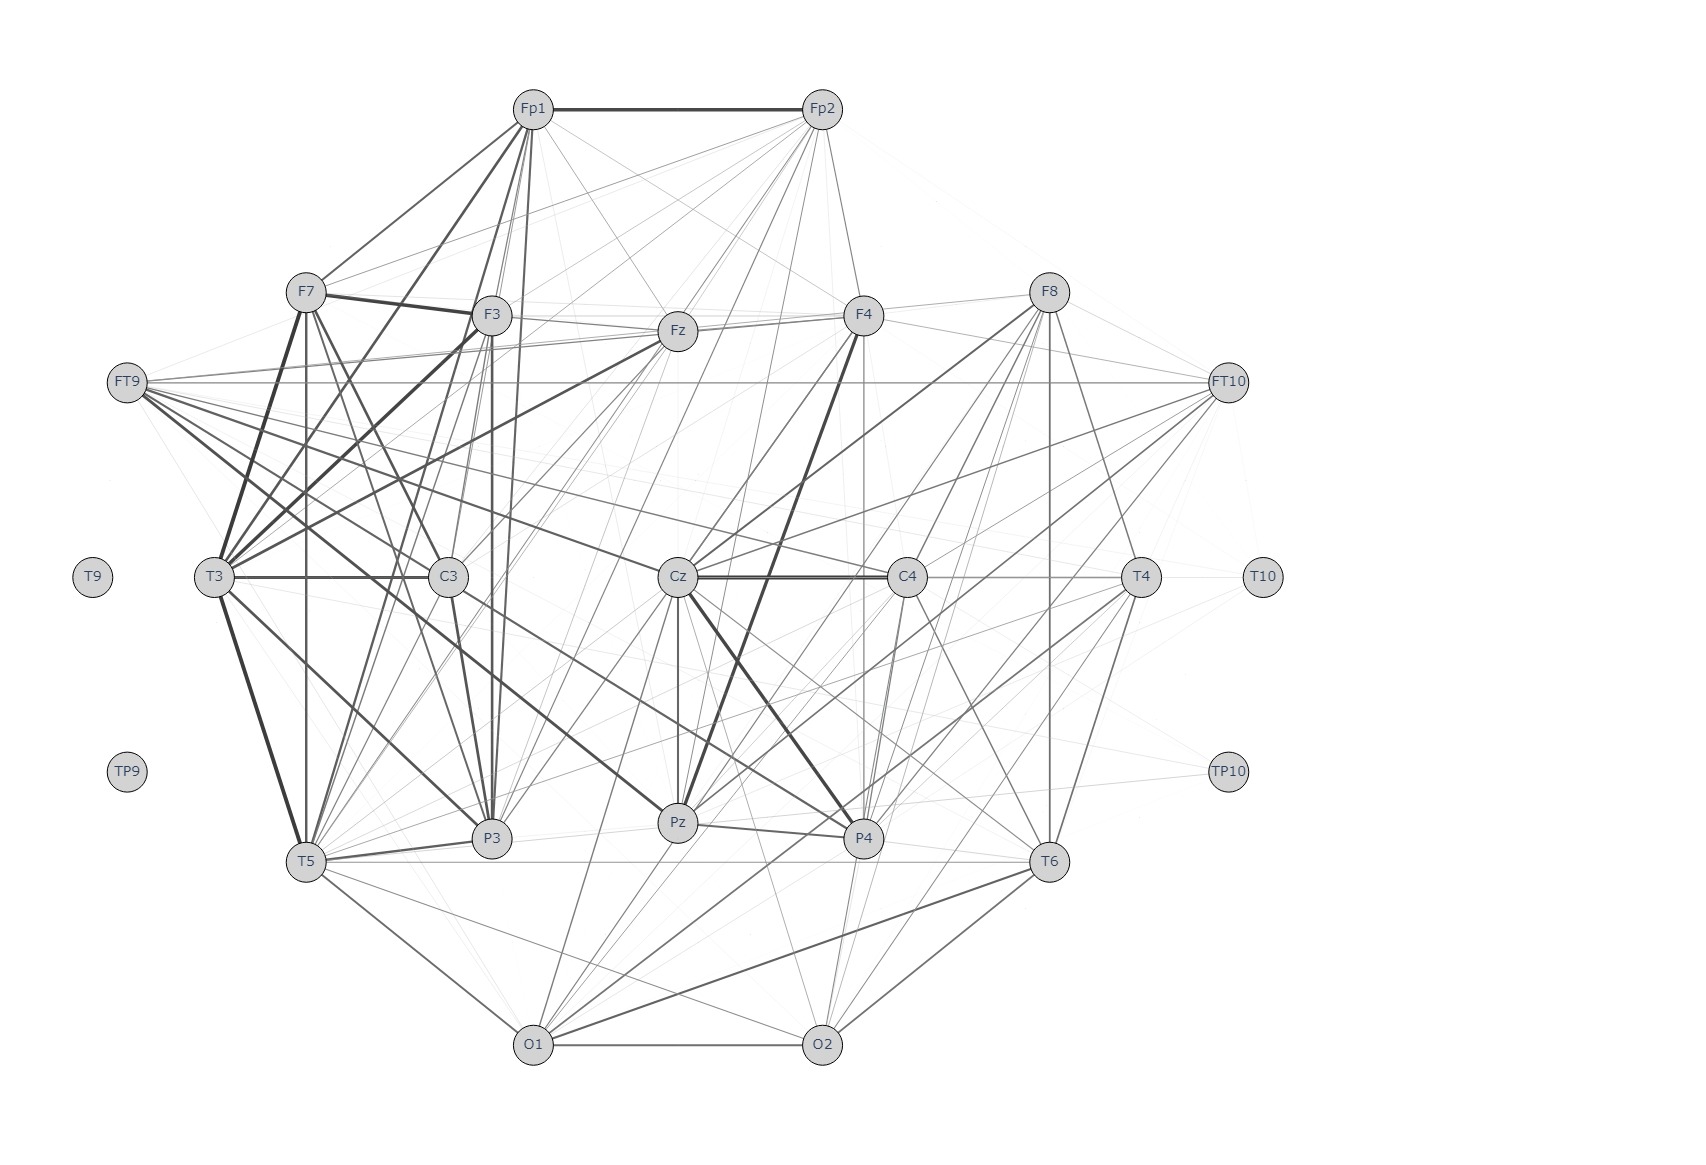 Fp1 Fp2
F7 F3 Fz F4 F8
FT9 FT10
T9 T3 C3 Cz C4 T4 T10
TP9 TP10
T5 P3 Pz P4 T6
O1 O2